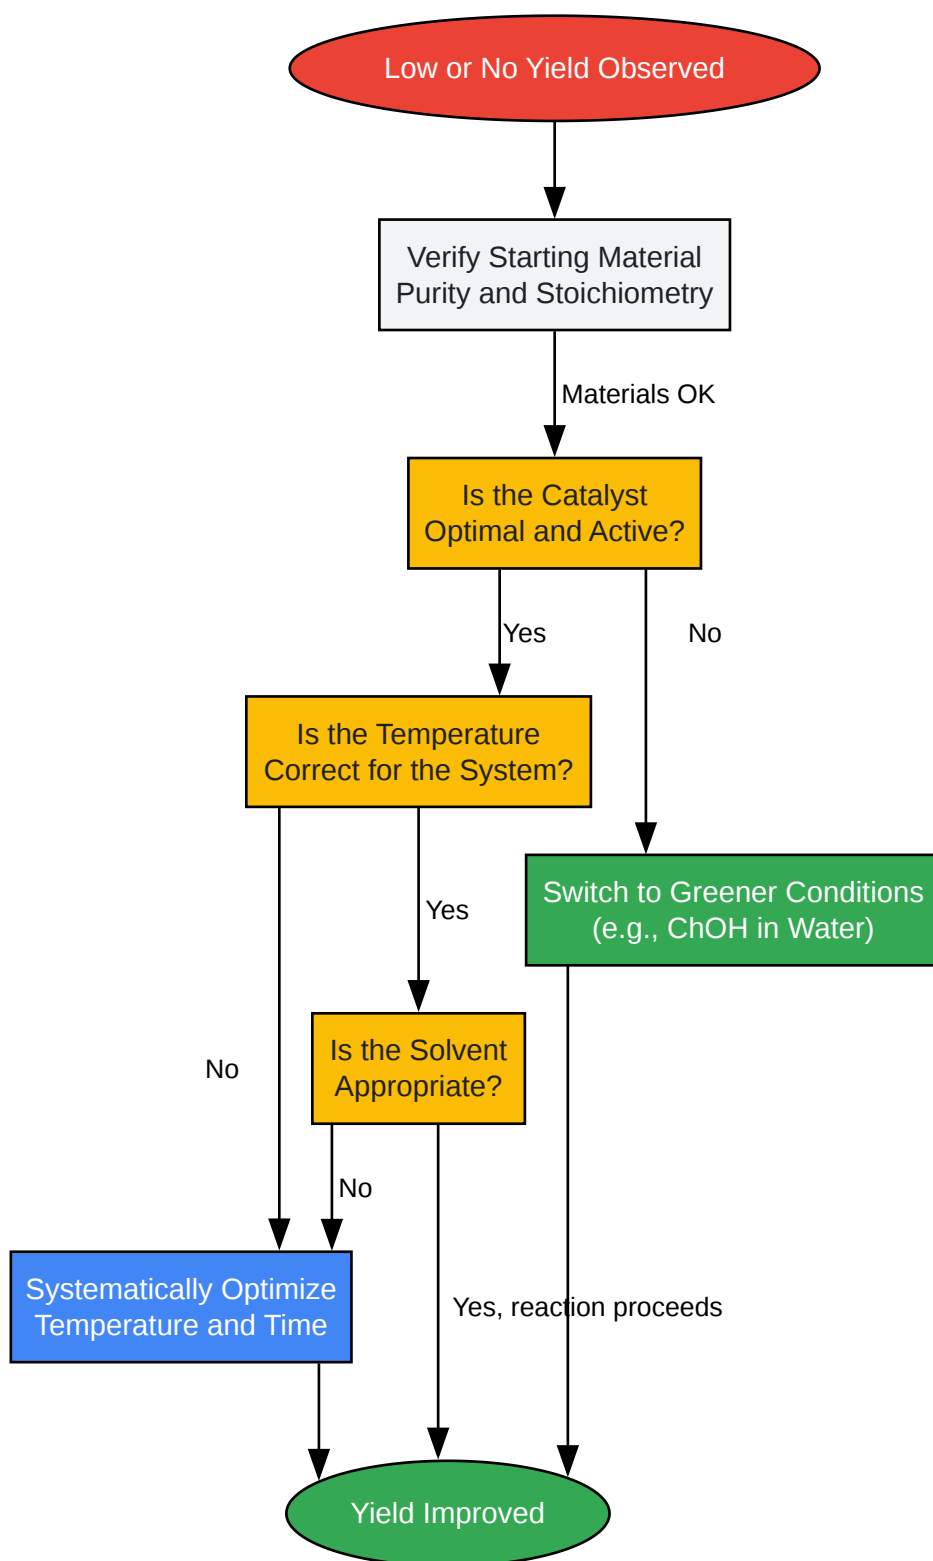 Low or No Yield Observed
Verify Starting Material
Purity and Stoichiometry
Materials OK
Is the Catalyst
Optimal and Active?
Yes
No
Is the Temperature
Correct for the System?
Switch to Greener Conditions
(e.g., ChOH in Water)
Yes
Is the Solvent
Appropriate?
No
No
Systematically Optimize
Temperature and Time
Yes, reaction proceeds
Yield Improved